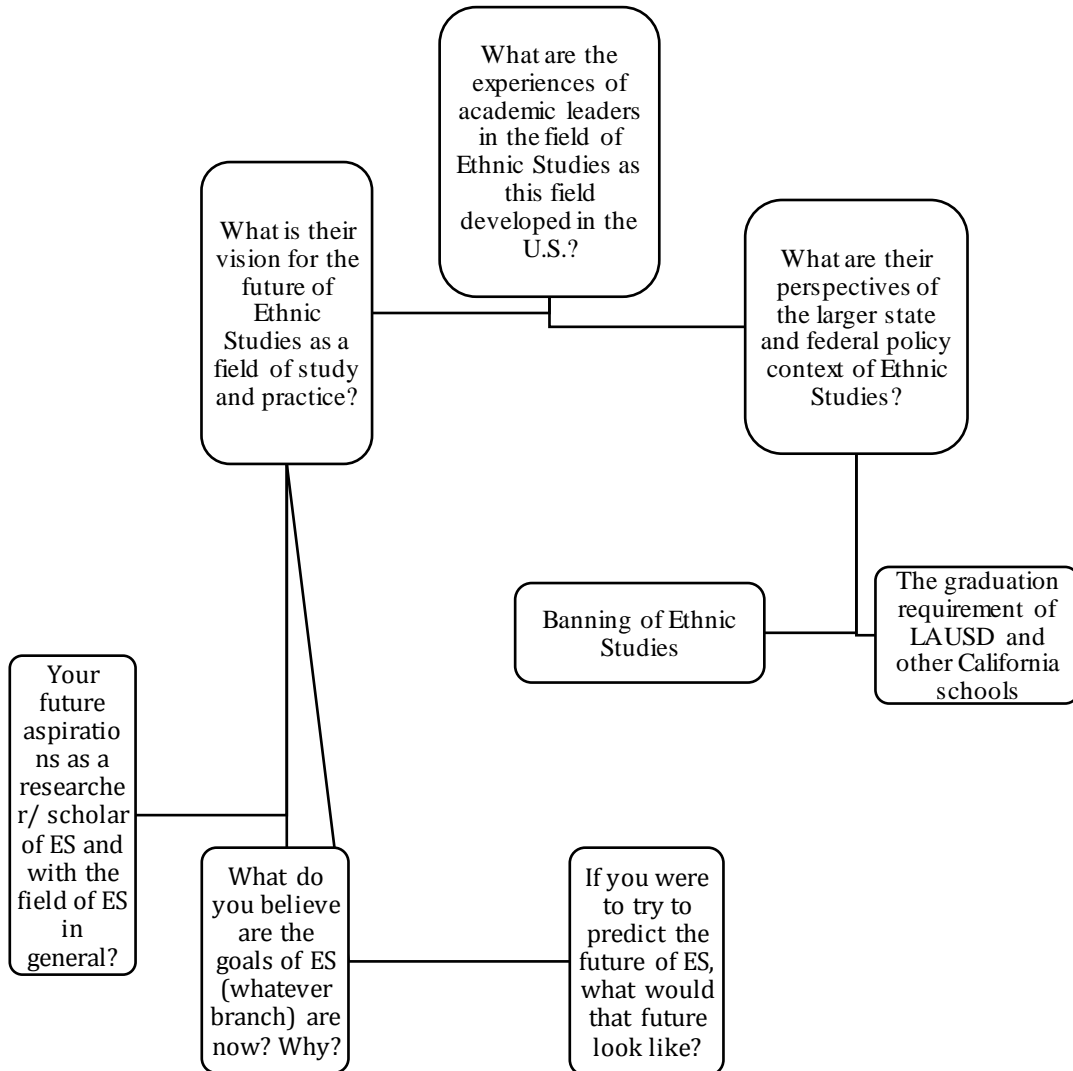 What are the
experiences of
academic leaders
in the field of
Ethnic Studies as
this field
developed in the
U.S.?
What is their
vision for the
future of
Ethnic
Studies as a
field of study
and practice?
What are their
perspectives of
the larger state
and federal policy
context of Ethnic
Studies?
Banning of Ethnic
Studies
The graduation
requirement of
LAUSD and
other California
schools
Your
future
aspiratio
ns as a
researche
r/ scholar
of ES and
with the
field of ES
in
general?
What do
you believe
are the
goals of ES
(whatever
branch) are
now? Why?
If you were
to try to
predict the
future of ES,
what would
that future
look like?